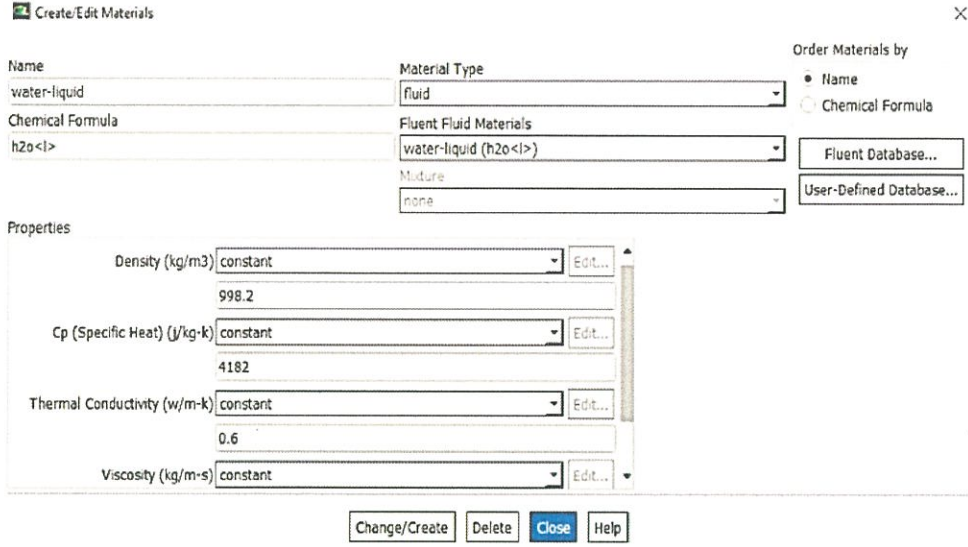 Create/Edit Materials
Name
water-liquid
Chemical Formula
h2o<l>
Material Type
fluid
Fluent Fluid Materials
water-liquid (h2o<l>)
Mixture
none
Order Materials by
Name
Chemical Formula
Fluent Database...
User-Defined Database...
Properties
Density (kg/m3) constant Edit...
998.2
Cp (Specific Heat) (j/kg-k) constant Edit...
4182
Thermal Conductivity (w/m-k) constant Edit...
0.6
Viscosity (kg/m-s) constant Edit...
Change/Create Delete Close Help